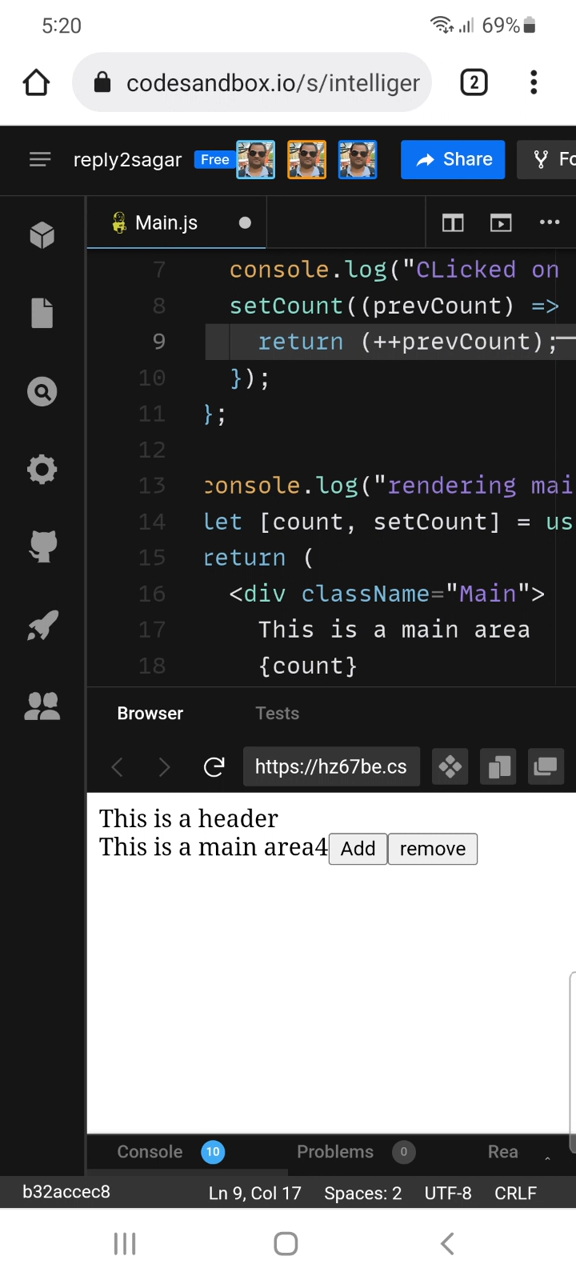 5:20
69%
2
codesandbox.io/s/intelliger
reply2sagar
Free
Share
Fo
Main.js
7 console.log("CLicked on
8 setCount((prevCount) =>
9 return (++prevCount);
10 });
11 };
12
13 console.log("rendering mai
14 let [count, setCount] = us
15 return (
16 <div className="Main">
17 This is a main area
18 {count}
Browser Tests
https://hz67be.cs
This is a header
This is a main area4 Add remove
Console 10 Problems 0 Rea
b32accec8 Ln 9, Col 17 Spaces: 2 UTF-8 CRLF